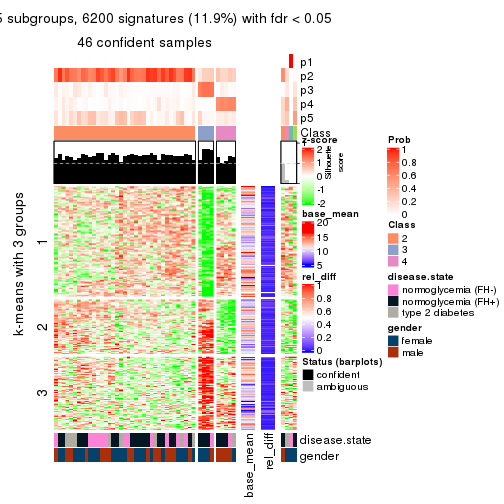 5 subgroups, 6200 signatures (11.9%) with fdr < 0.05
46 confident samples
p1
p2
p3
p4
p5
Class
1
Silhouette
score
k-means with 3 groups
1
2
3
disease.state
gender
base_mean
rel_diff
z-score
2
1
0
-1
-2
base_mean
20
15
10
5
rel_diff
1
0.8
0.6
0.4
0.2
0
Status (barplots)
confident
ambiguous
Prob
1
0.8
0.6
0.4
0.2
0
Class
2
3
4
disease.state
normoglycemia (FH-)
normoglycemia (FH+)
type 2 diabetes
gender
female
male